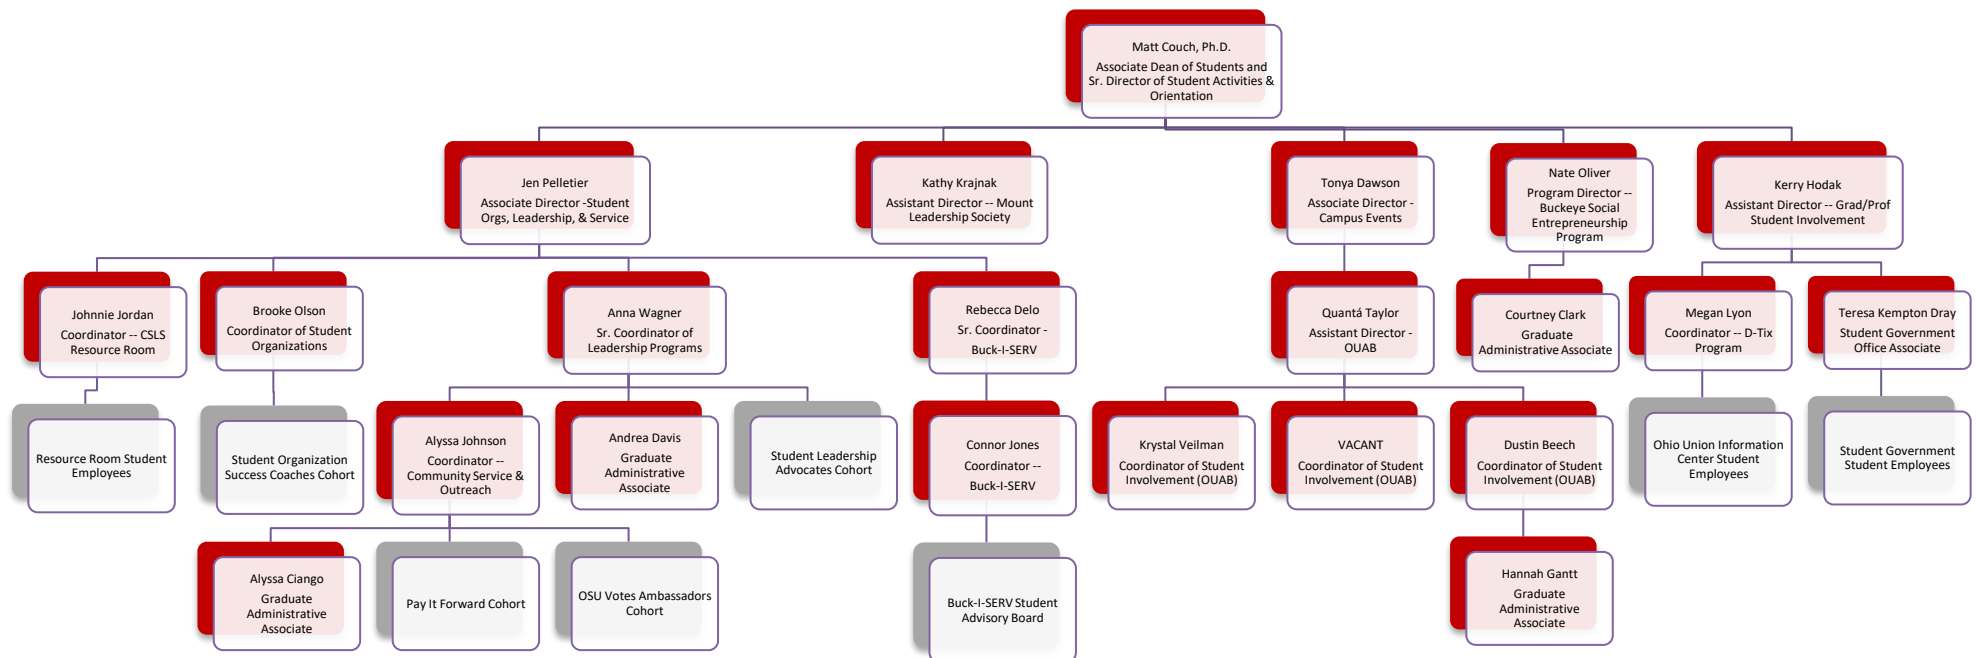 Matt Couch, Ph.D.
Associate Dean of Students and
Sr. Director of Student Activities &
Orientation
Jen Pelletier
Associate Director -Student
Orgs, Leadership, & Service
Kathy Krajnak
Assistant Director -- Mount
Leadership Society
Tonya Dawson
Associate Director -
Campus Events
Nate Oliver
Program Director --
Buckeye Social
Entrepreneurship
Program
Kerry Hodak
Assistant Director -- Grad/Prof
Student Involvement
Johnnie Jordan
Coordinator -- CSLS
Resource Room
Brooke Olson
Coordinator of Student
Organizations
Anna Wagner
Sr. Coordinator of
Leadership Programs
Rebecca Delo
Sr. Coordinator -
Buck-I-SERV
Quantá Taylor
Assistant Director -
OUAB
Courtney Clark
Graduate
Administrative Associate
Megan Lyon
Coordinator -- D-Tix
Program
Teresa Kempton Dray
Student Government
Office Associate
Resource Room Student
Employees
Student Organization
Success Coaches Cohort
Alyssa Johnson
Coordinator --
Community Service &
Outreach
Andrea Davis
Graduate
Administrative
Associate
Student Leadership
Advocates Cohort
Connor Jones
Coordinator --
Buck-I-SERV
Krystal Veilman
Coordinator of Student
Involvement (OUAB)
VACANT
Coordinator of Student
Involvement (OUAB)
Dustin Beech
Coordinator of Student
Involvement (OUAB)
Ohio Union Information
Center Student
Employees
Student Government
Student Employees
Alyssa Ciango
Graduate
Administrative
Associate
Pay It Forward Cohort
OSU Votes Ambassadors
Cohort
Buck-I-SERV Student
Advisory Board
Hannah Gantt
Graduate
Administrative
Associate